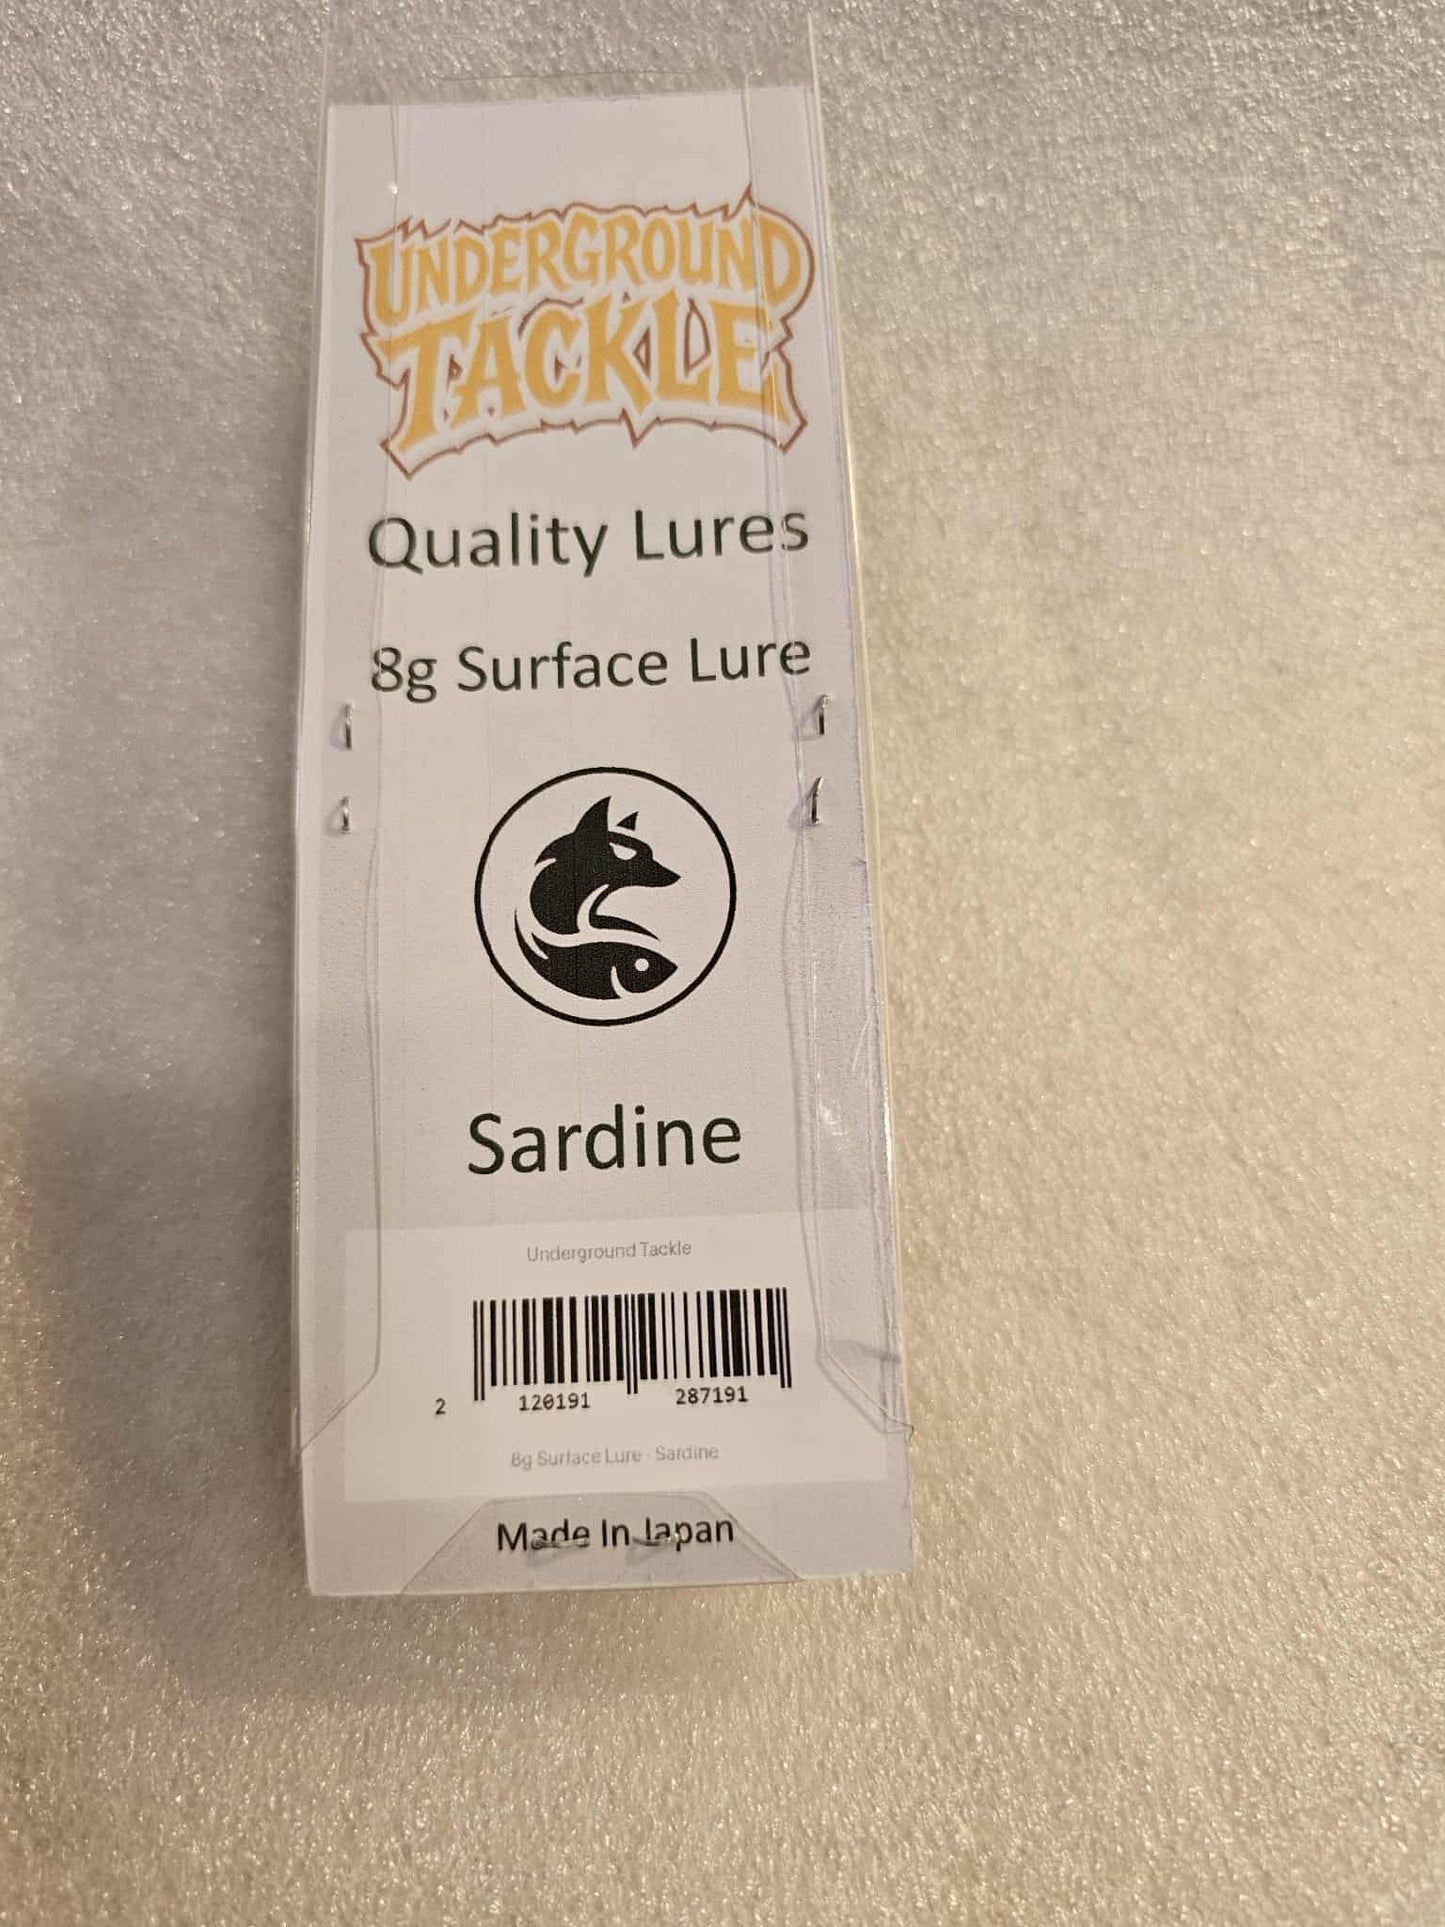 UNDERGROUND
TACKLE
Quality Lures
8g Surface Lure
Sardine
Underground Tackle
2 120191 287191
8g Surface Lure - Sardine
Made In Japan